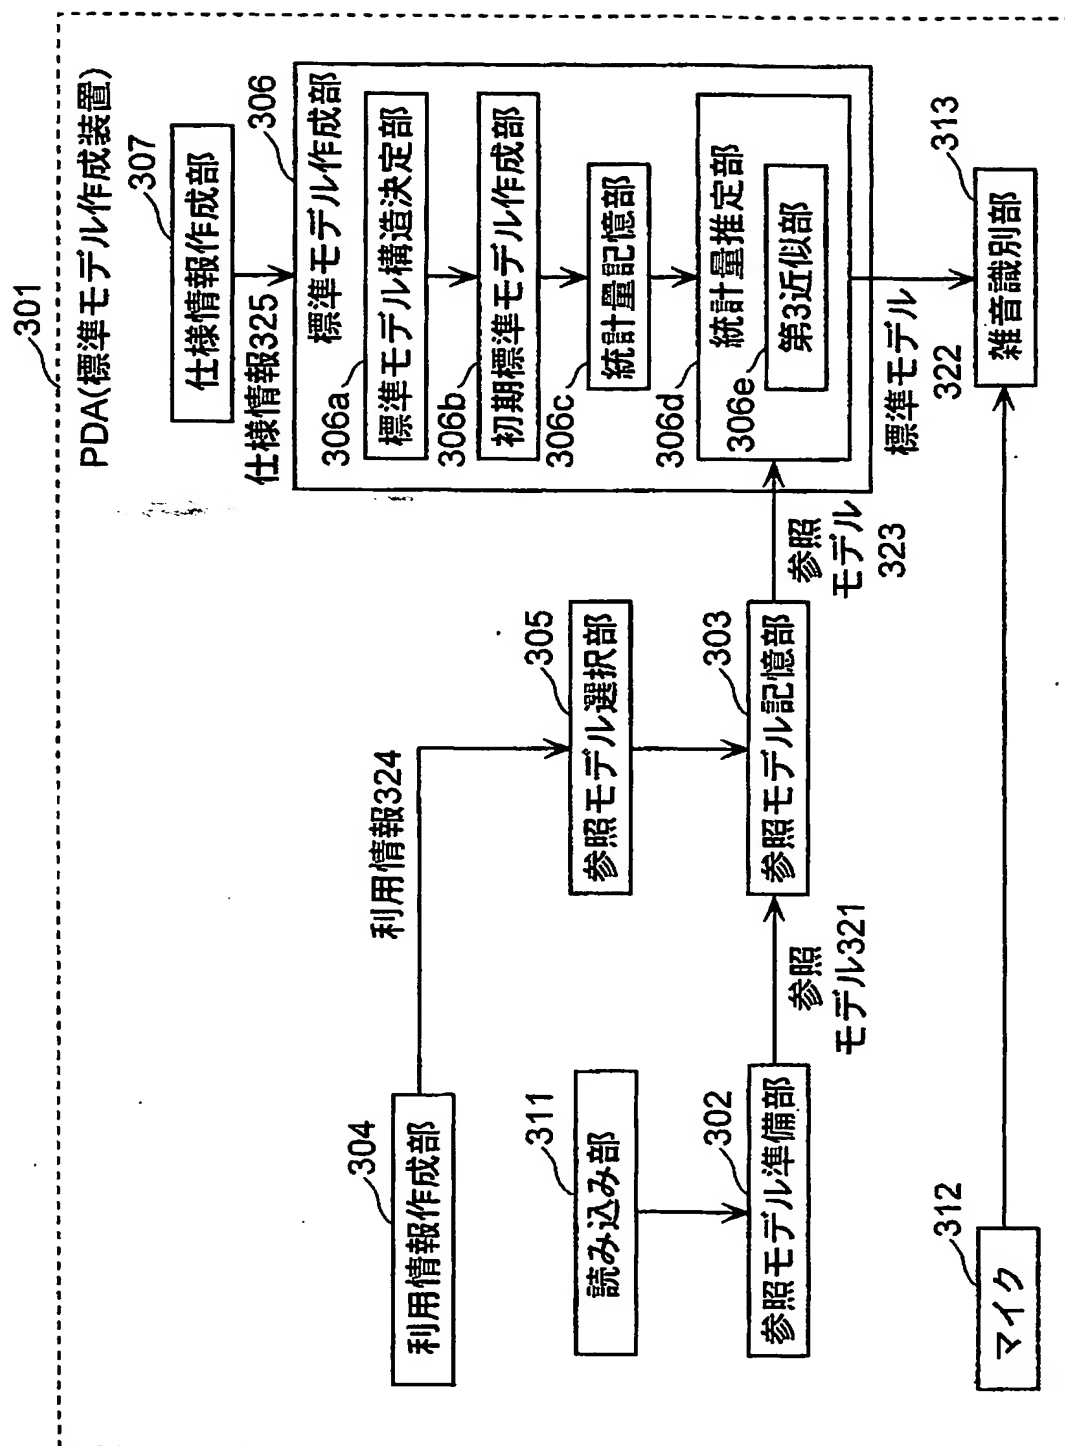 301
PDA(標準モデル作成装置)
307
仕様情報作成部
仕様情報325
306
標準モデル作成部
306a
標準モデル構造決定部
306b
初期標準モデル作成部
306c
統計量記憶部
306d
統計量推定部
306e
第3近似部
標準モデル
322
313
雑音識別部
利用情報324
305
参照モデル選択部
303
参照モデル記憶部
参照
モデル
323
304
利用情報作成部
311
読み込み部
302
参照モデル準備部
参照
モデル321
312
マイク